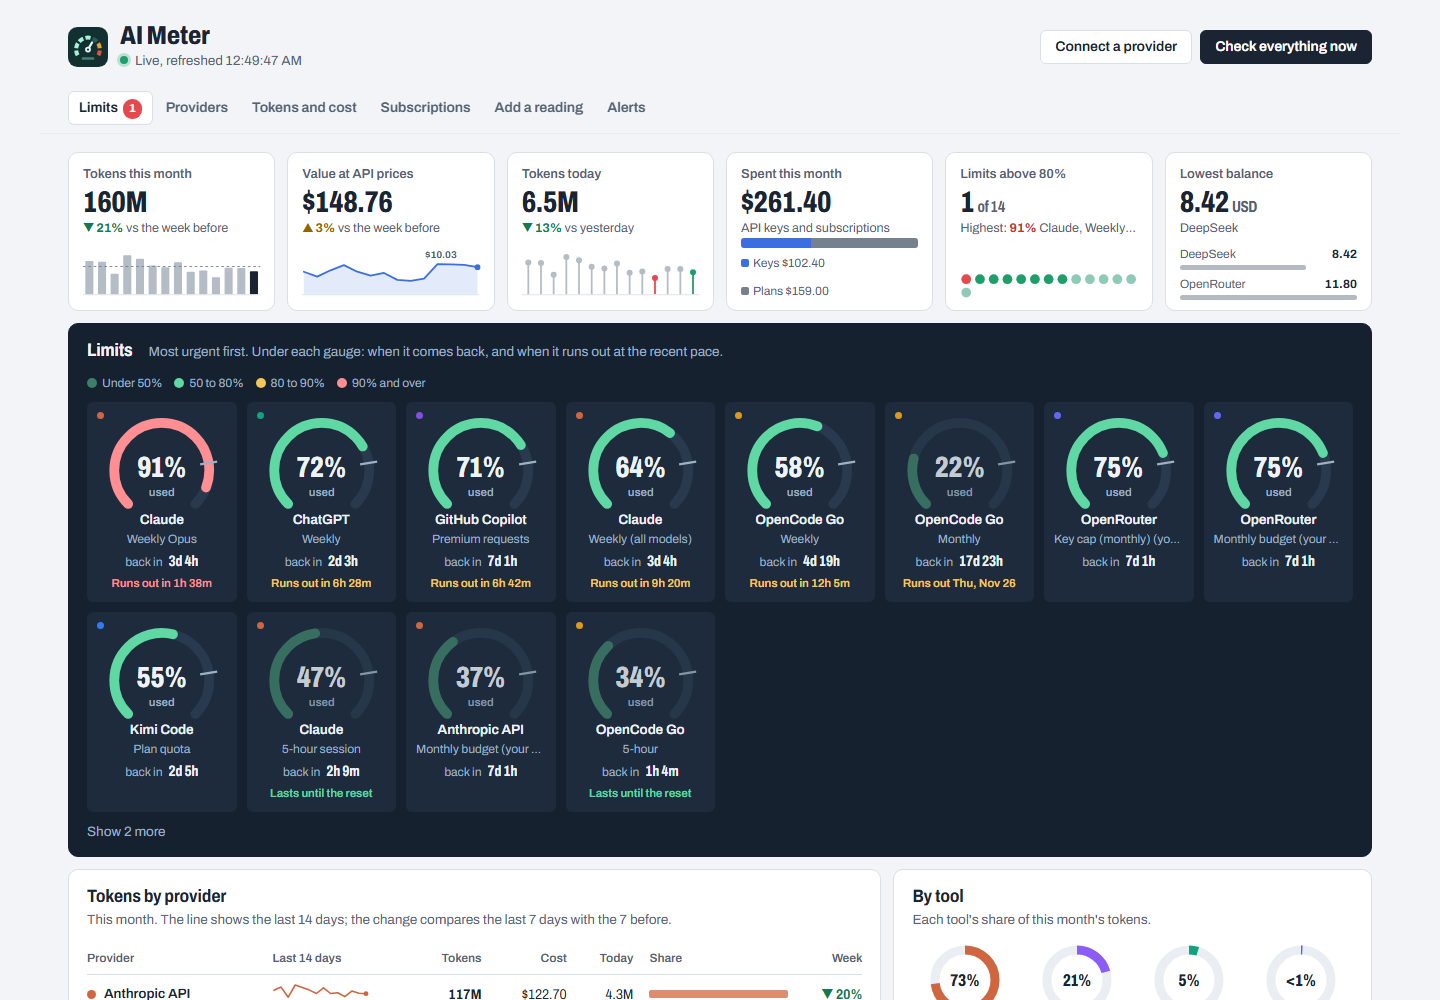 AI Meter
Live, refreshed 12:49:47 AM
Connect a provider
Check everything now
Limits 1
Providers
Tokens and cost
Subscriptions
Add a reading
Alerts
Tokens this month
160M
▼ 21% vs the week before
Value at API prices
$148.76
▲ 3% vs the week before
$10.03
Tokens today
6.5M
▼ 13% vs yesterday
Spent this month
$261.40
API keys and subscriptions
Keys $102.40
Plans $159.00
Limits above 80%
1 of 14
Highest: 91% Claude, Weekly...
Lowest balance
8.42 USD
DeepSeek
DeepSeek 8.42
OpenRouter 11.80
Limits
Most urgent first. Under each gauge: when it comes back, and when it runs out at the recent pace.
Under 50%
50 to 80%
80 to 90%
90% and over
91%
used
Claude
Weekly Opus
back in 3d 4h
Runs out in 1h 38m
72%
used
ChatGPT
Weekly
back in 2d 3h
Runs out in 6h 28m
71%
used
GitHub Copilot
Premium requests
back in 7d 1h
Runs out in 6h 42m
64%
used
Claude
Weekly (all models)
back in 3d 4h
Runs out in 9h 20m
58%
used
OpenCode Go
Weekly
back in 4d 19h
Runs out in 12h 5m
22%
used
OpenCode Go
Monthly
back in 17d 23h
Runs out Thu, Nov 26
75%
used
OpenRouter
Key cap (monthly) (yo...
back in 7d 1h
75%
used
OpenRouter
Monthly budget (your ...
back in 7d 1h
55%
used
Kimi Code
Plan quota
back in 2d 5h
47%
used
Claude
5-hour session
back in 2h 9m
Lasts until the reset
37%
used
Anthropic API
Monthly budget (your ...
back in 7d 1h
34%
used
OpenCode Go
5-hour
back in 1h 4m
Lasts until the reset
Show 2 more
Tokens by provider
This month. The line shows the last 14 days; the change compares the last 7 days with the 7 before.
Provider Last 14 days Tokens Cost Today Share Week
Anthropic API 117M $122.70 4.3M ▼ 20%
By tool
Each tool's share of this month's tokens.
73%
21%
5%
<1%